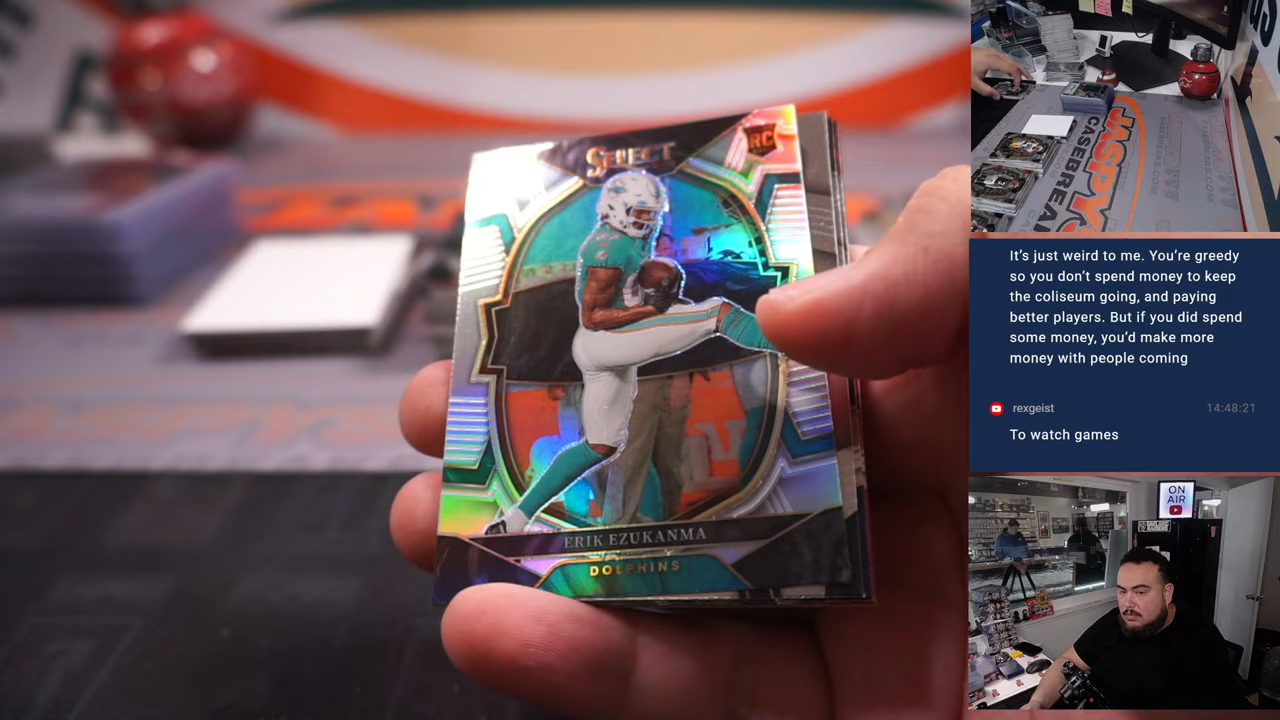 SELECT
RC
ERIK EZUKANMA
DOLPHINS
JASPYS
CASEBREAK
It's just weird to me. You're greedy
so you don't spend money to keep
the coliseum going, and paying
better players. But if you did spend
some money, you'd make more
money with people coming
rexgeist 14:48:21
To watch games
ON
AIR